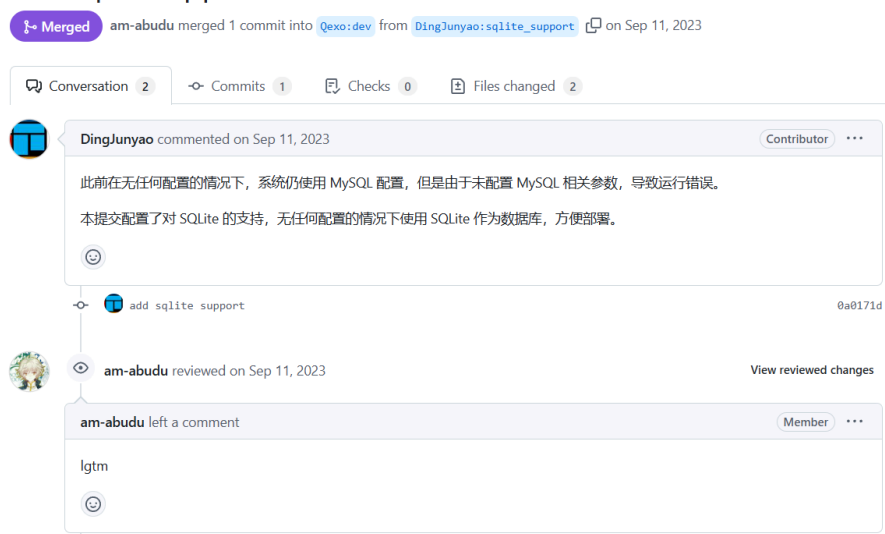 Merged am-abudu merged 1 commit into Qexo:dev from DingJunyao:sqlite_support on Sep 11, 2023
Conversation 2 Commits 1 Checks 0 Files changed 2
DingJunyao commented on Sep 11, 2023 Contributor ···
此前在无任何配置的情况下，系统仍使用 MySQL 配置，但是由于未配置 MySQL 相关参数，导致运行错误。
本提交配置了对 SQLite 的支持，无任何配置的情况下使用 SQLite 作为数据库，方便部署。
add sqlite support 0a0171d
am-abudu reviewed on Sep 11, 2023 View reviewed changes
am-abudu left a comment Member ···
lgtm